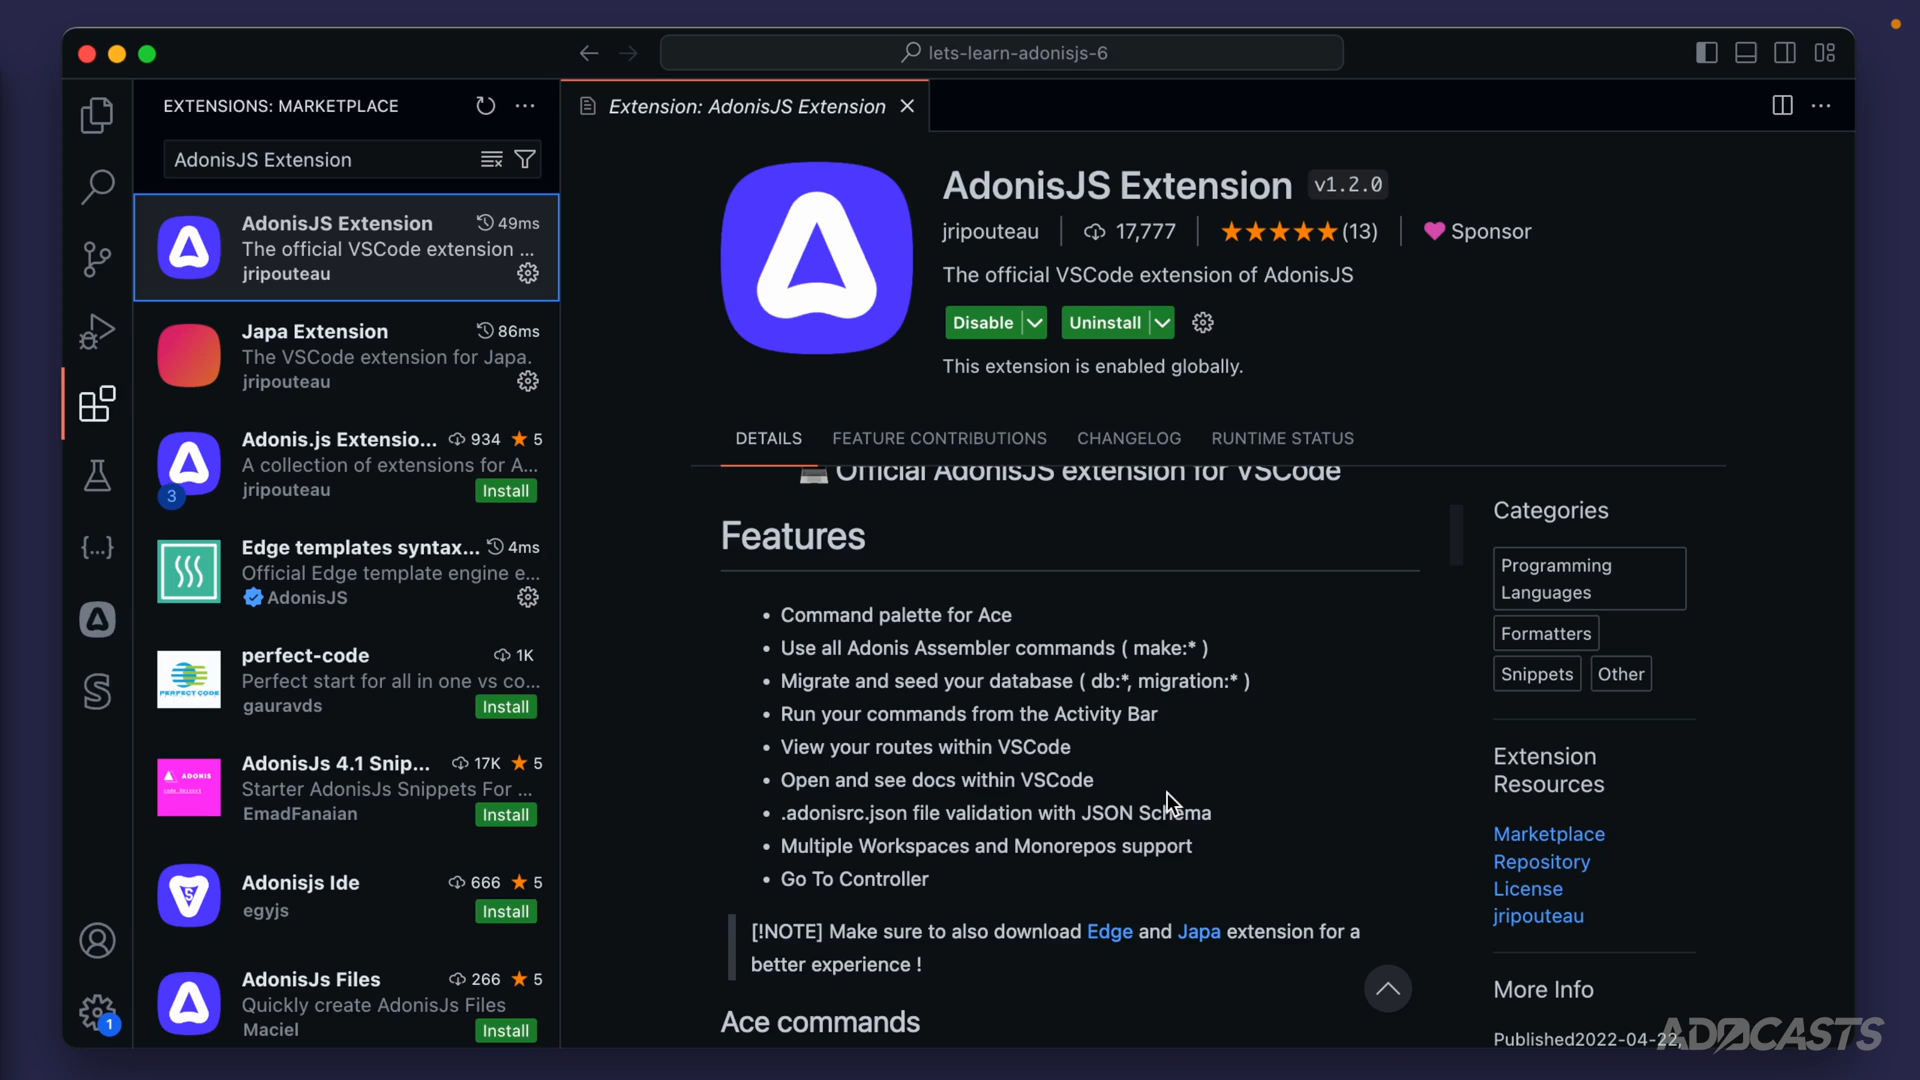 lets-learn-adonisjs-6
EXTENSIONS: MARKETPLACE
AdonisJS Extension
AdonisJS Extension 49ms
The official VSCode extension ...
jripouteau
Japa Extension 86ms
The VSCode extension for Japa.
jripouteau
Adonis.js Extensio... 934 ★ 5
A collection of extensions for A...
3 jripouteau Install
Edge templates syntax... 4ms
Official Edge template engine e...
AdonisJS
PERFECT CODE
perfect-code 1K
Perfect start for all in one vs co...
gauravds Install
ADONIS
AdonisJs 4.1 Snip... 17K ★ 5
Starter AdonisJs Snippets For ...
EmadFanaian Install
Adonisjs Ide 666 ★ 5
egyjs Install
AdonisJs Files 266 ★ 5
Quickly create AdonisJs Files
Maciel Install
{...}
S
1
Extension: AdonisJS Extension
AdonisJS Extension v1.2.0
jripouteau 17,777 ★★★★★(13) Sponsor
The official VSCode extension of AdonisJS
Disable Uninstall
This extension is enabled globally.
DETAILS FEATURE CONTRIBUTIONS CHANGELOG RUNTIME STATUS
Official AdonisJS extension for VSCode
Features
• Command palette for Ace
• Use all Adonis Assembler commands ( make:* )
• Migrate and seed your database ( db:*, migration:* )
• Run your commands from the Activity Bar
• View your routes within VSCode
• Open and see docs within VSCode
• .adonisrc.json file validation with JSON Schema
• Multiple Workspaces and Monorepos support
• Go To Controller
[!NOTE] Make sure to also download Edge and Japa extension for a
better experience !
Ace commands
Categories
Programming
Languages
Formatters
Snippets Other
Extension
Resources
Marketplace
Repository
License
jripouteau
More Info
Published2022-04-22,
ADOCASTS